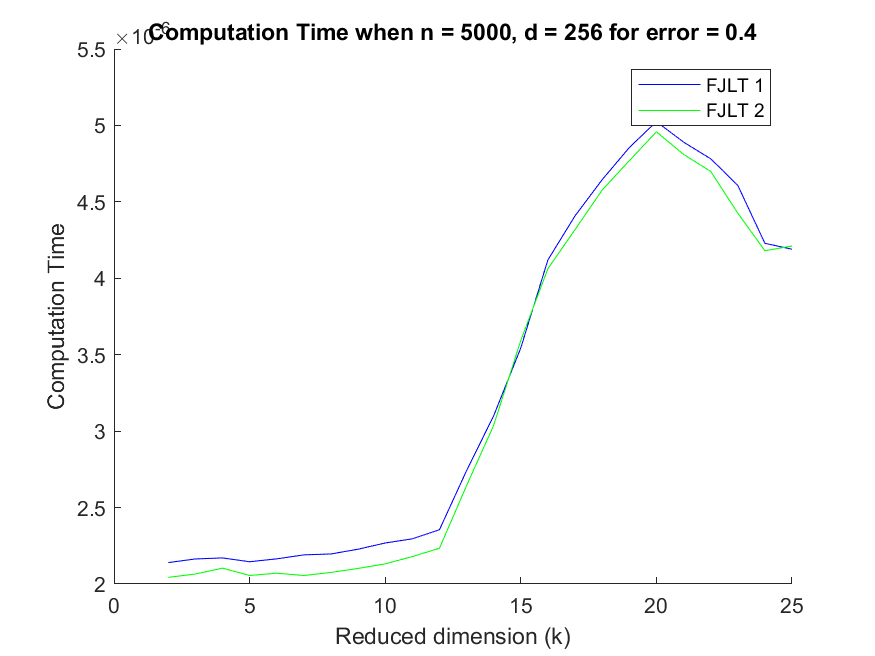 Computation Time when n = 5000, d = 256 for error = 0.4
×10⁻⁶
5.5
5
4.5
4
3.5
3
2.5
2
Computation Time
FJLT 1
FJLT 2
0 5 10 15 20 25
Reduced dimension (k)